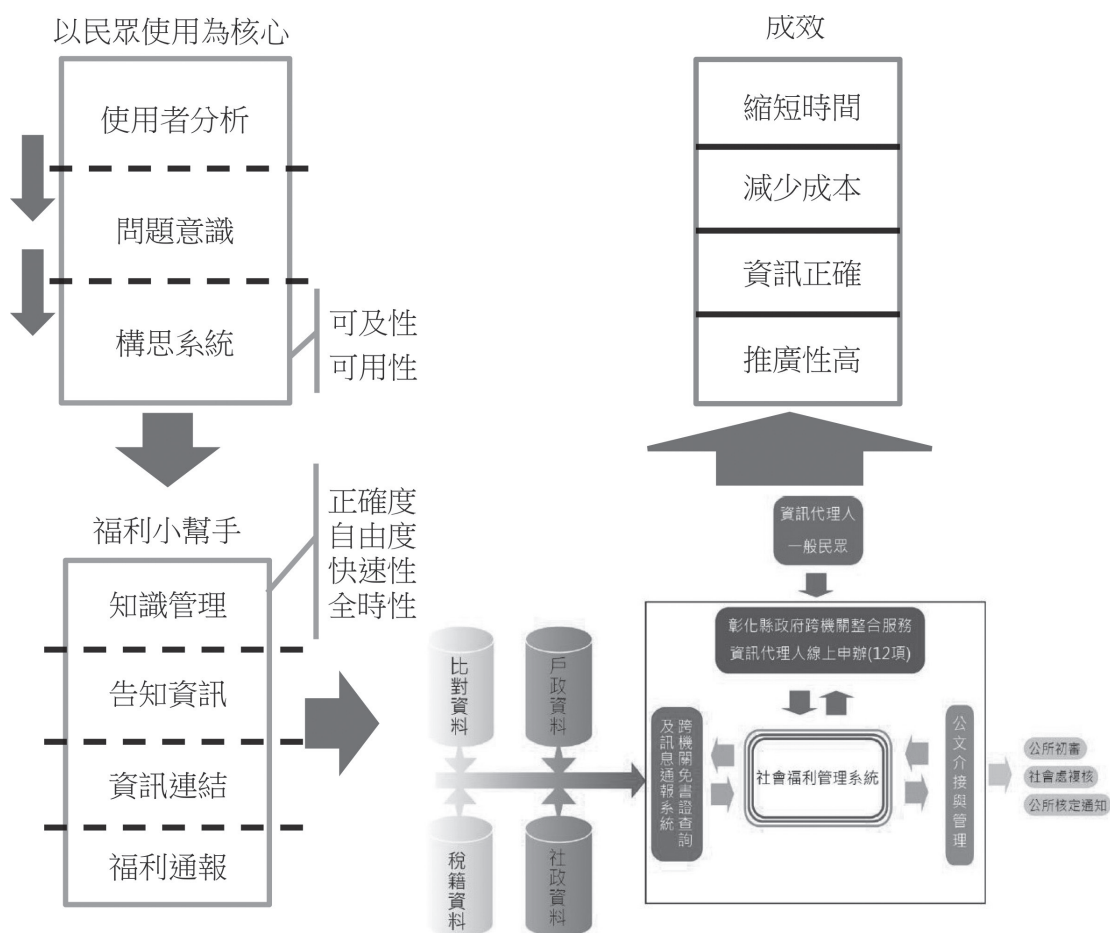 以民眾使用為核心
使用者分析
問題意識
構思系統
可及性
可用性
福利小幫手
正確度
自由度
快速性
全時性
知識管理
告知資訊
資訊連結
福利通報
比對資料
戶政資料
稅籍資料
社政資料
成效
縮短時間
減少成本
資訊正確
推廣性高
資訊代理人
一般民眾
彰化縣政府跨機關整合服務
資訊代理人線上申辦(12項)
跨機關免書證查詢
及訊息通報系統
社會福利管理系統
公文介接與管理
公所初審
社會處複核
公所核定通知